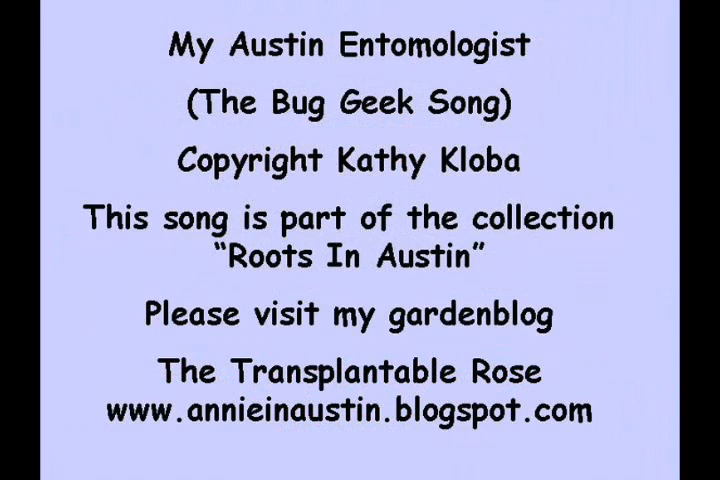 My Austin Entomologist
(The Bug Geek Song)
Copyright Kathy Kloba
This song is part of the collection
“Roots In Austin”
Please visit my gardenblog
The Transplantable Rose
www.annieinaustin.blogspot.com